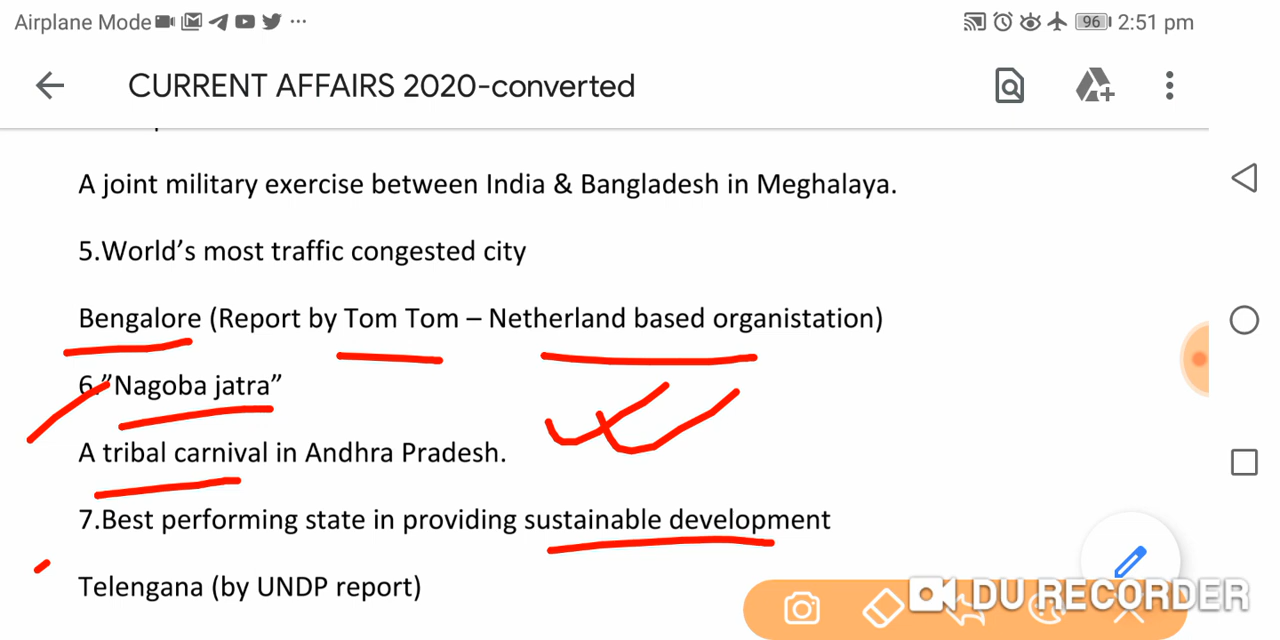 Airplane Mode ...
96 2:51 pm
CURRENT AFFAIRS 2020-converted
A joint military exercise between India & Bangladesh in Meghalaya.
5.World’s most traffic congested city
Bengalore (Report by Tom Tom – Netherland based organistation)
6.”Nagoba jatra”
A tribal carnival in Andhra Pradesh.
7.Best performing state in providing sustainable development
Telengana (by UNDP report)
DU RECORDER